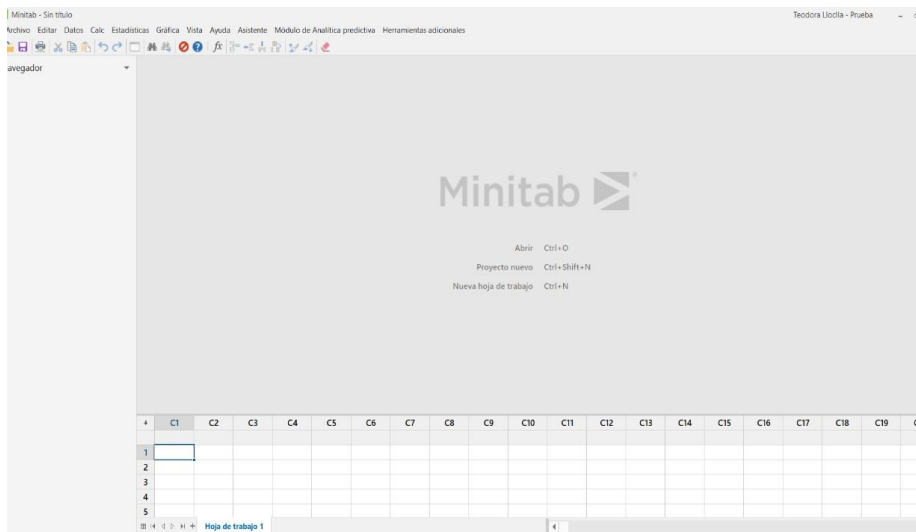 Minitab - Sin título
Teodora Lloclla - Prueba
Archivo Editar Datos Calc Estadísticas Gráfica Vista Ayuda Asistente Módulo de Analítica predictiva Herramientas adicionales
avegador
Minitab
Abrir Ctrl+O
Proyecto nuevo Ctrl+Shift+N
Nueva hoja de trabajo Ctrl+N
C1 C2 C3 C4 C5 C6 C7 C8 C9 C10 C11 C12 C13 C14 C15 C16 C17 C18 C19
1
2
3
4
5
Hoja de trabajo 1